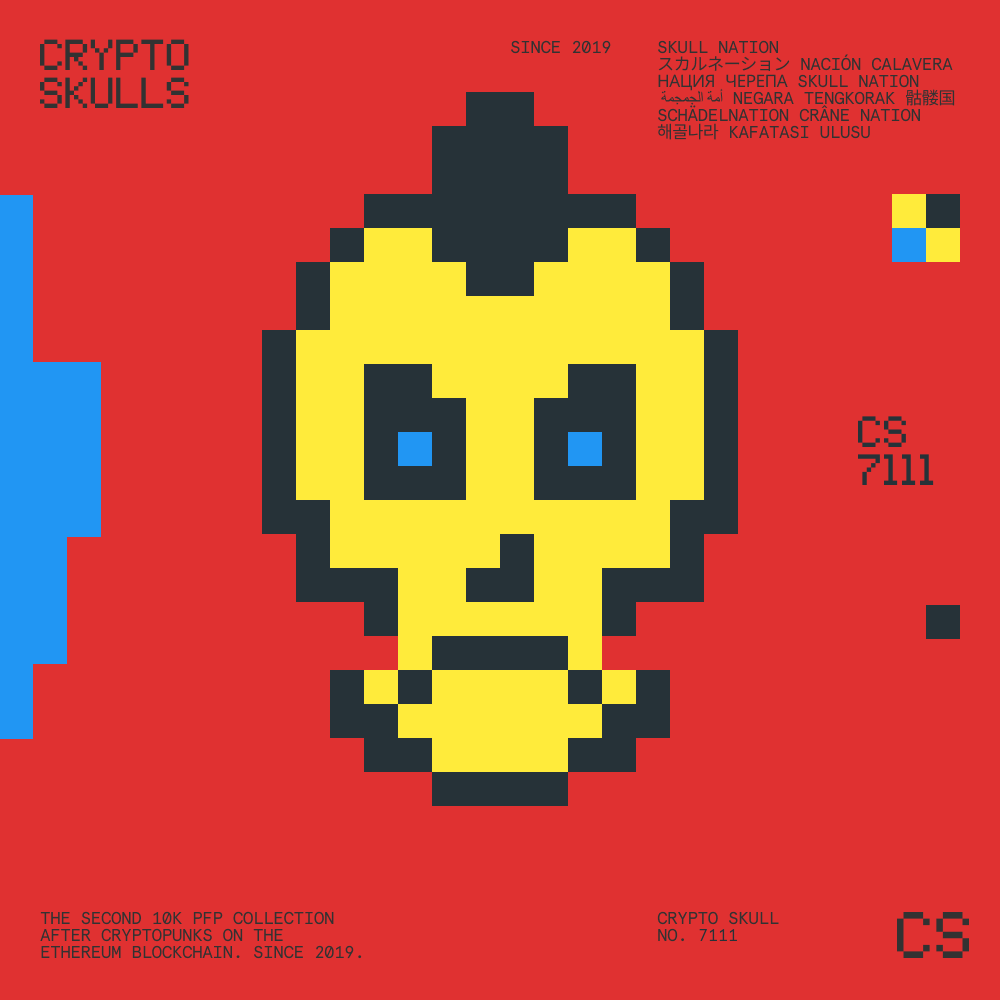 CRYPTO
SKULLS
SINCE 2019
SKULL NATION
スカルネーション NACIÓN CALAVERA
НАЦИЯ ЧЕРЕПА SKULL NATION
أمة الجمجمة NEGARA TENGKORAK 骷髅国
SCHÄDELNATION CRÂNE NATION
해골나라 KAFATASI ULUSU
CS
7111
THE SECOND 10K PFP COLLECTION
AFTER CRYPTOPUNKS ON THE
ETHEREUM BLOCKCHAIN. SINCE 2019.
CRYPTO SKULL
NO. 7111
CS